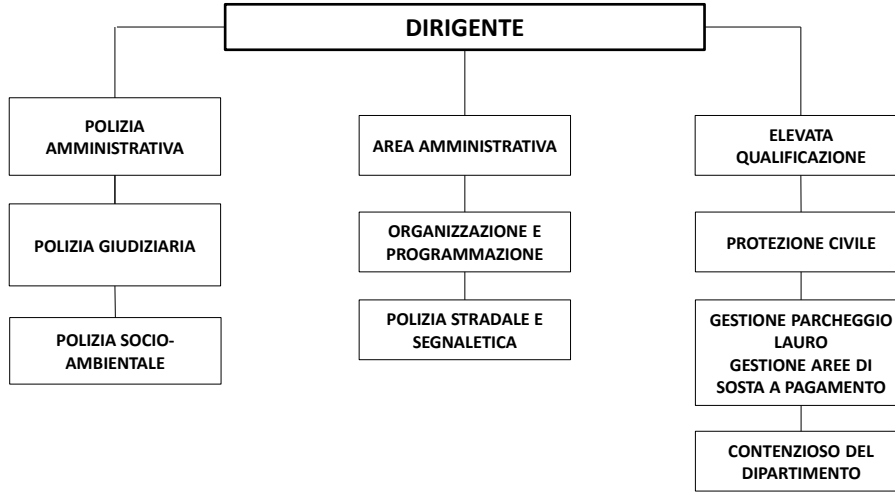 DIRIGENTE
POLIZIA
AMMINISTRATIVA
POLIZIA GIUDIZIARIA
POLIZIA SOCIO-
AMBIENTALE
AREA AMMINISTRATIVA
ORGANIZZAZIONE E
PROGRAMMAZIONE
POLIZIA STRADALE E
SEGNALETICA
ELEVATA
QUALIFICAZIONE
PROTEZIONE CIVILE
GESTIONE PARCHEGGIO
LAURO
GESTIONE AREE DI
SOSTA A PAGAMENTO
CONTENZIOSO DEL
DIPARTIMENTO